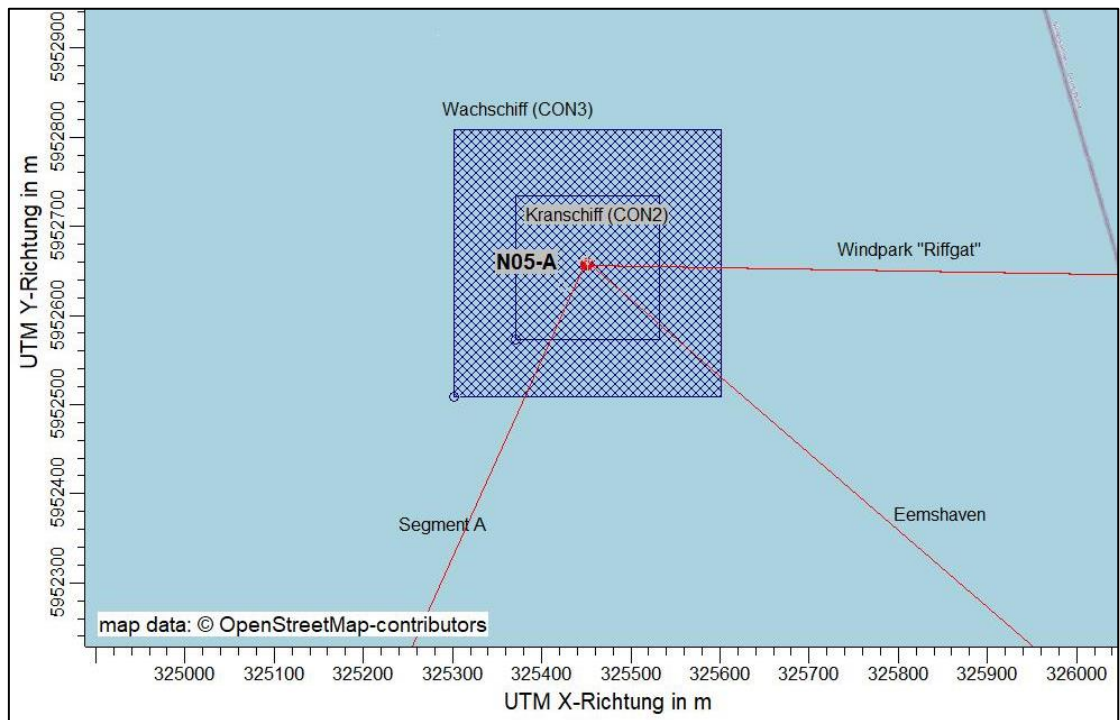 UTM Y-Richtung in m
5952900
5952800
5952700
5952600
5952500
5952400
5952300
Wachschiff (CON3)
Kranschiff (CON2)
N05-A
Windpark "Riffgat"
Segment A
Eemshaven
map data: © OpenStreetMap-contributors
325000
325100
325200
325300
325400
325500
325600
325700
325800
325900
326000
UTM X-Richtung in m